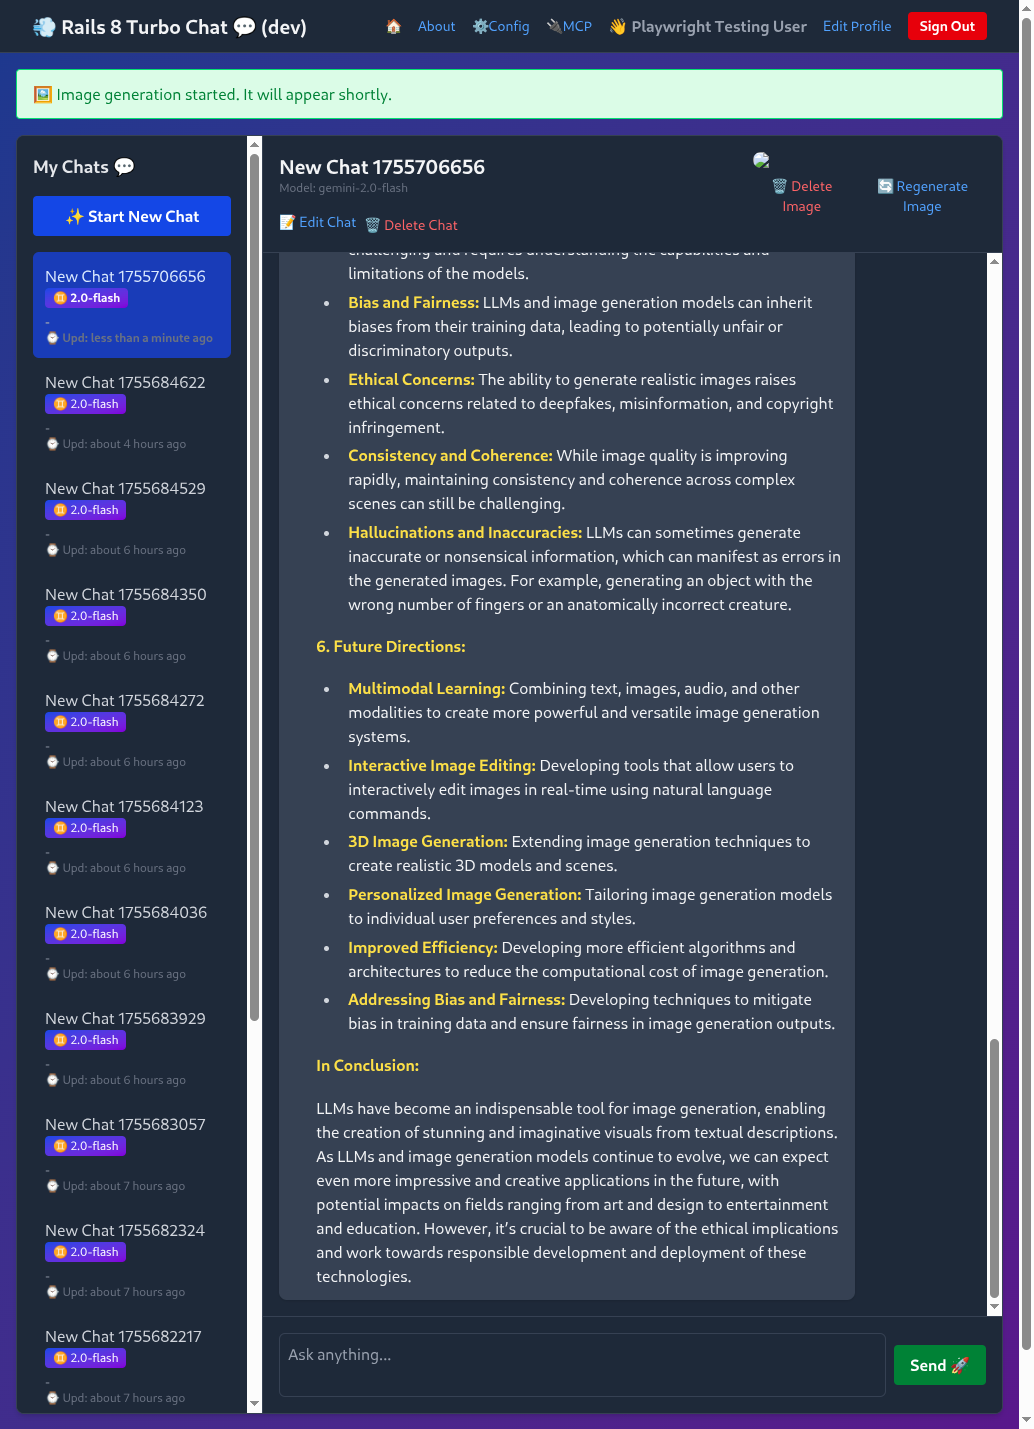 💨 Rails 8 Turbo Chat 💬 (dev)
🏠 About ⚙️Config 🔌MCP 👋 Playwright Testing User Edit Profile Sign Out
🖼️ Image generation started. It will appear shortly.
My Chats 💬
✨ Start New Chat
New Chat 1755706656
♊ 2.0-flash
-
⌚ Upd: less than a minute ago
New Chat 1755684622
♊ 2.0-flash
-
⌚ Upd: about 4 hours ago
New Chat 1755684529
♊ 2.0-flash
-
⌚ Upd: about 6 hours ago
New Chat 1755684350
♊ 2.0-flash
-
⌚ Upd: about 6 hours ago
New Chat 1755684272
♊ 2.0-flash
-
⌚ Upd: about 6 hours ago
New Chat 1755684123
♊ 2.0-flash
-
⌚ Upd: about 6 hours ago
New Chat 1755684036
♊ 2.0-flash
-
⌚ Upd: about 6 hours ago
New Chat 1755683929
♊ 2.0-flash
-
⌚ Upd: about 6 hours ago
New Chat 1755683057
♊ 2.0-flash
-
⌚ Upd: about 7 hours ago
New Chat 1755682324
♊ 2.0-flash
-
⌚ Upd: about 7 hours ago
New Chat 1755682217
♊ 2.0-flash
-
⌚ Upd: about 7 hours ago
New Chat 1755706656
Model: gemini-2.0-flash
📝 Edit Chat 🗑️ Delete Chat
🗑️ Delete
Image
🔄 Regenerate
Image
challenging and requires understanding the capabilities and
limitations of the models.
• Bias and Fairness: LLMs and image generation models can inherit
biases from their training data, leading to potentially unfair or
discriminatory outputs.
• Ethical Concerns: The ability to generate realistic images raises
ethical concerns related to deepfakes, misinformation, and copyright
infringement.
• Consistency and Coherence: While image quality is improving
rapidly, maintaining consistency and coherence across complex
scenes can still be challenging.
• Hallucinations and Inaccuracies: LLMs can sometimes generate
inaccurate or nonsensical information, which can manifest as errors in
the generated images. For example, generating an object with the
wrong number of fingers or an anatomically incorrect creature.
6. Future Directions:
• Multimodal Learning: Combining text, images, audio, and other
modalities to create more powerful and versatile image generation
systems.
• Interactive Image Editing: Developing tools that allow users to
interactively edit images in real-time using natural language
commands.
• 3D Image Generation: Extending image generation techniques to
create realistic 3D models and scenes.
• Personalized Image Generation: Tailoring image generation models
to individual user preferences and styles.
• Improved Efficiency: Developing more efficient algorithms and
architectures to reduce the computational cost of image generation.
• Addressing Bias and Fairness: Developing techniques to mitigate
bias in training data and ensure fairness in image generation outputs.
In Conclusion:
LLMs have become an indispensable tool for image generation, enabling
the creation of stunning and imaginative visuals from textual descriptions.
As LLMs and image generation models continue to evolve, we can expect
even more impressive and creative applications in the future, with
potential impacts on fields ranging from art and design to entertainment
and education. However, it’s crucial to be aware of the ethical implications
and work towards responsible development and deployment of these
technologies.
Ask anything...
Send 🚀